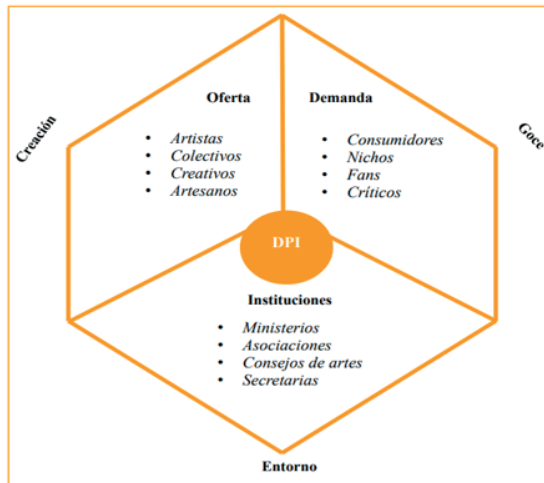 Creación
Oferta
• Artistas
• Colectivos
• Creativos
• Artesanos
Demanda
• Consumidores
• Nichos
• Fans
• Críticos
Goce
DPI
Instituciones
• Ministerios
• Asociaciones
• Consejos de artes
• Secretarias
Entorno